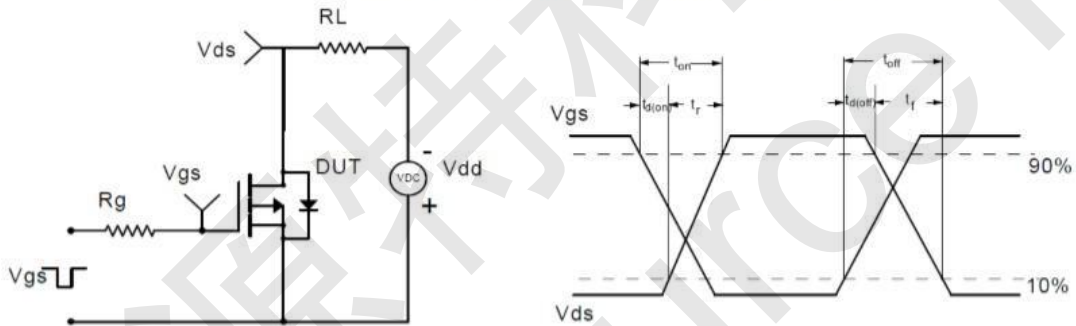 RL
Vds
Vgs
DUT
VDC
-
Vdd
+
Rg
Vgs
ton
toff
td(on)
tr
td(off)
tf
Vgs
90%
10%
Vds